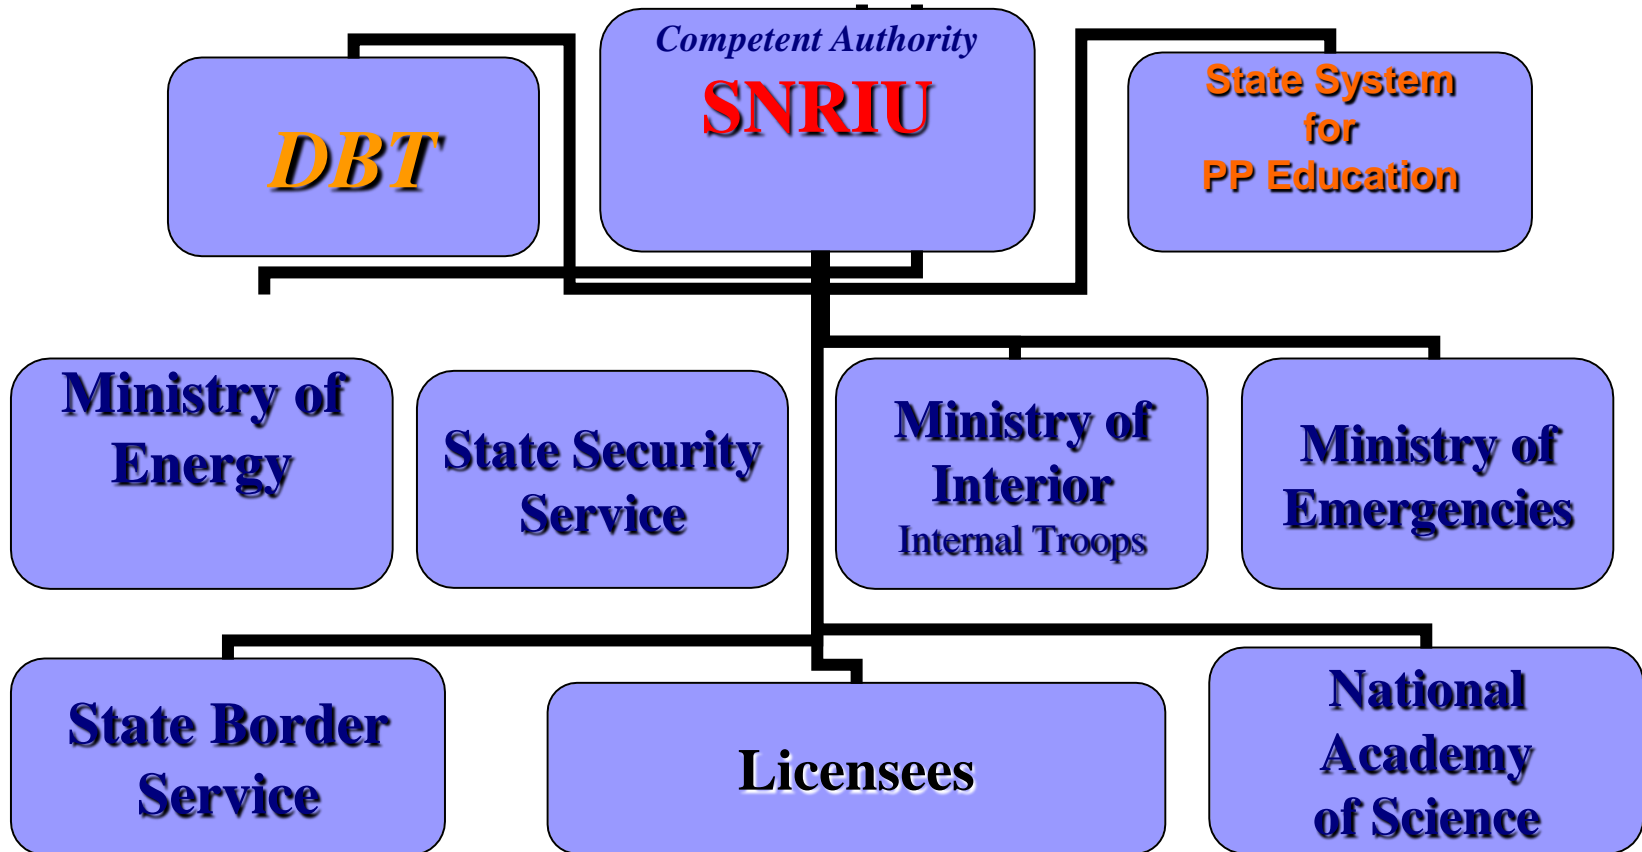 Competent Authority
SNRIU
DBT
State System
for
PP Education
Ministry of
Energy
State Security
Service
Ministry of
Interior
Internal Troops
Ministry of
Emergencies
State Border
Service
Licensees
National
Academy
of Science